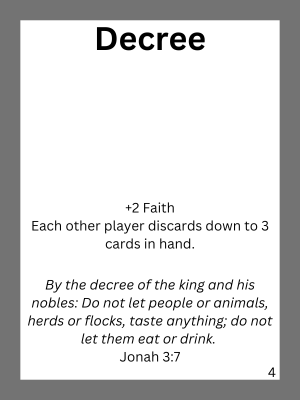 Decree
+2 Faith
Each other player discards down to 3
cards in hand.
By the decree of the king and his
nobles: Do not let people or animals,
herds or flocks, taste anything; do not
let them eat or drink.
Jonah 3:7
4